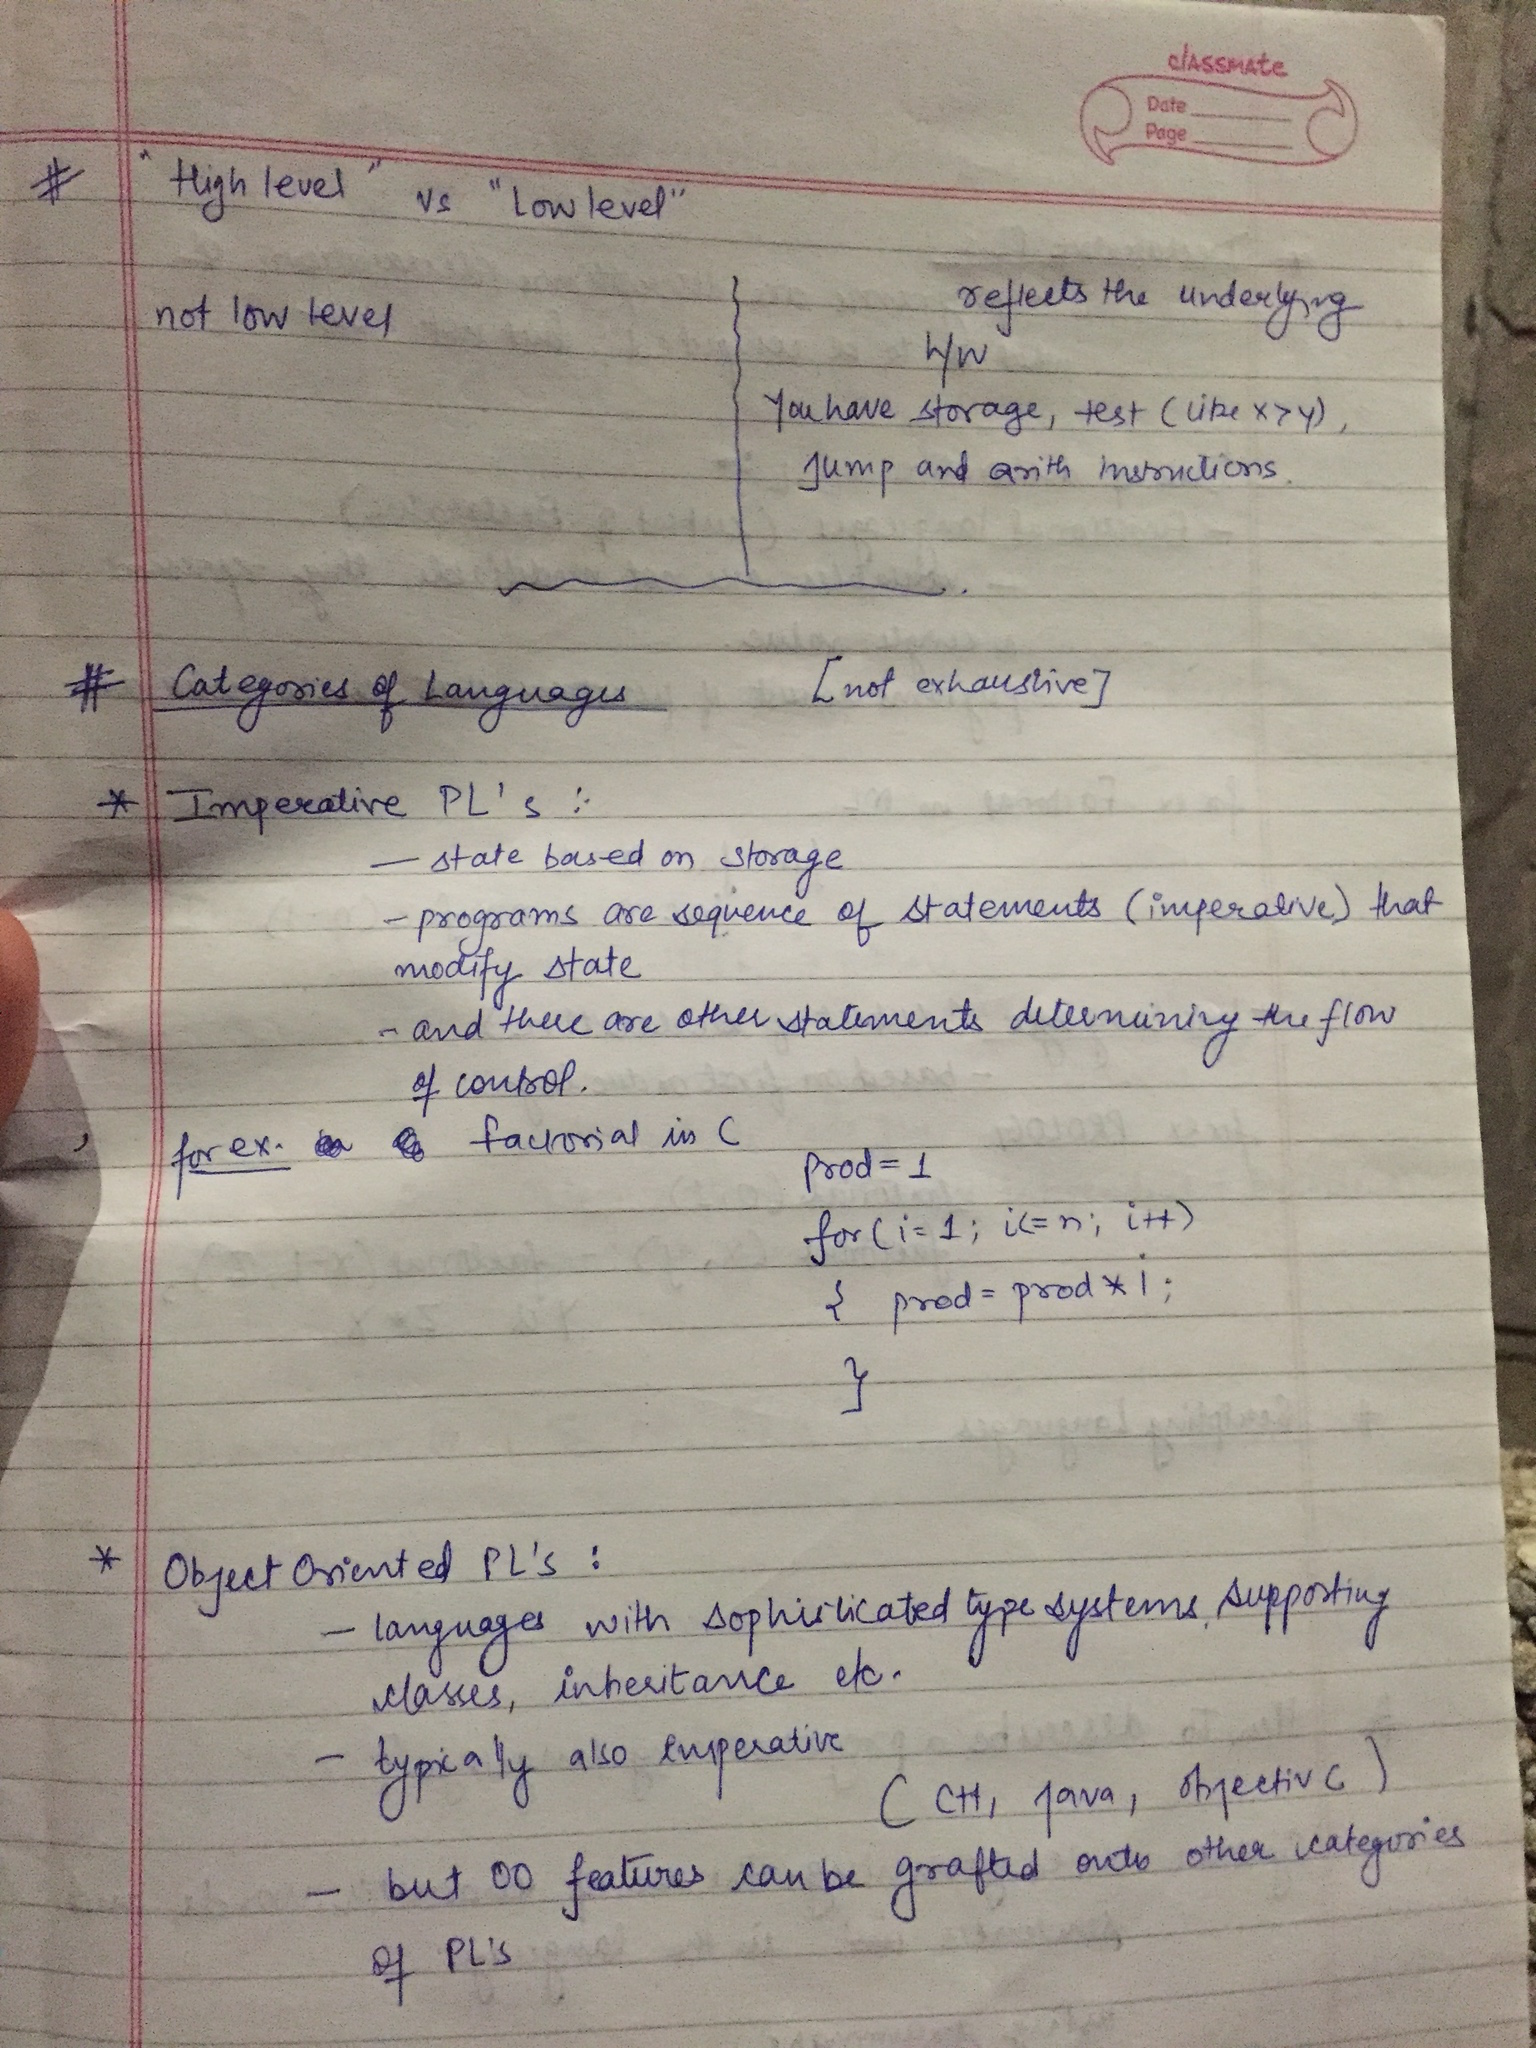 classmate
Date
Page
# "High level" vs "Low level"
not low level
reflects the underlying
h/w
You have storage, test (like x>y),
Jump and arith instructions.
# Categories of Languages [not exhaustive]
* Imperative PL's :-
— state based on storage
- programs are sequence of statements (imperative) that
modify state
- and there are other statements determining the flow
of control.
for ex. factorial in C
prod = 1
for(i=1; i<=n; i++)
{ prod = prod * i;
}
* Object Oriented PL's :
— languages with sophisticated type systems supporting
classes, inheritance etc.
— typically also imperative
(C++, java, objective C)
— but OO features can be grafted onto other categories
of PL's